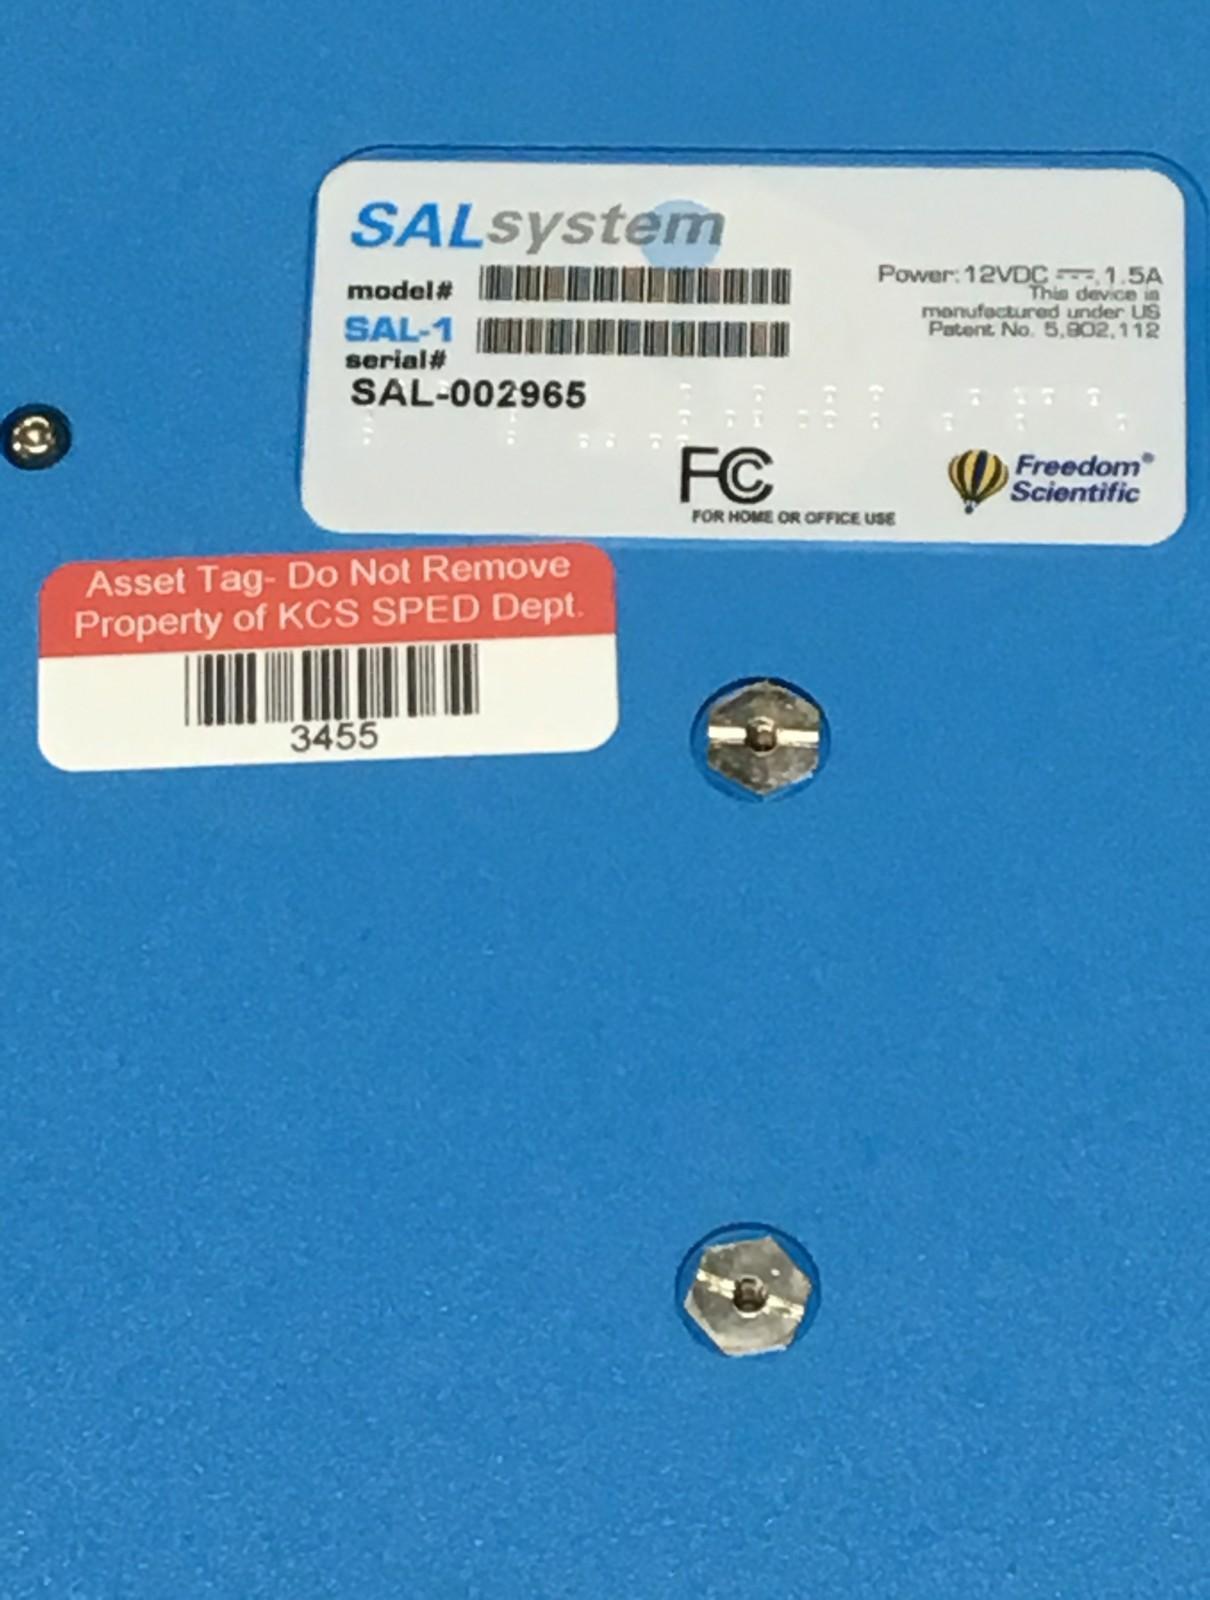 SALsystem
model#
SAL-1
serial#
SAL-002965
Power: 12VDC 1.5A
This device is
manufactured under US
Patent No. 5,902,112
FC
FOR HOME OR OFFICE USE
Freedom®
Scientific
Asset Tag- Do Not Remove
Property of KCS SPED Dept.
3455